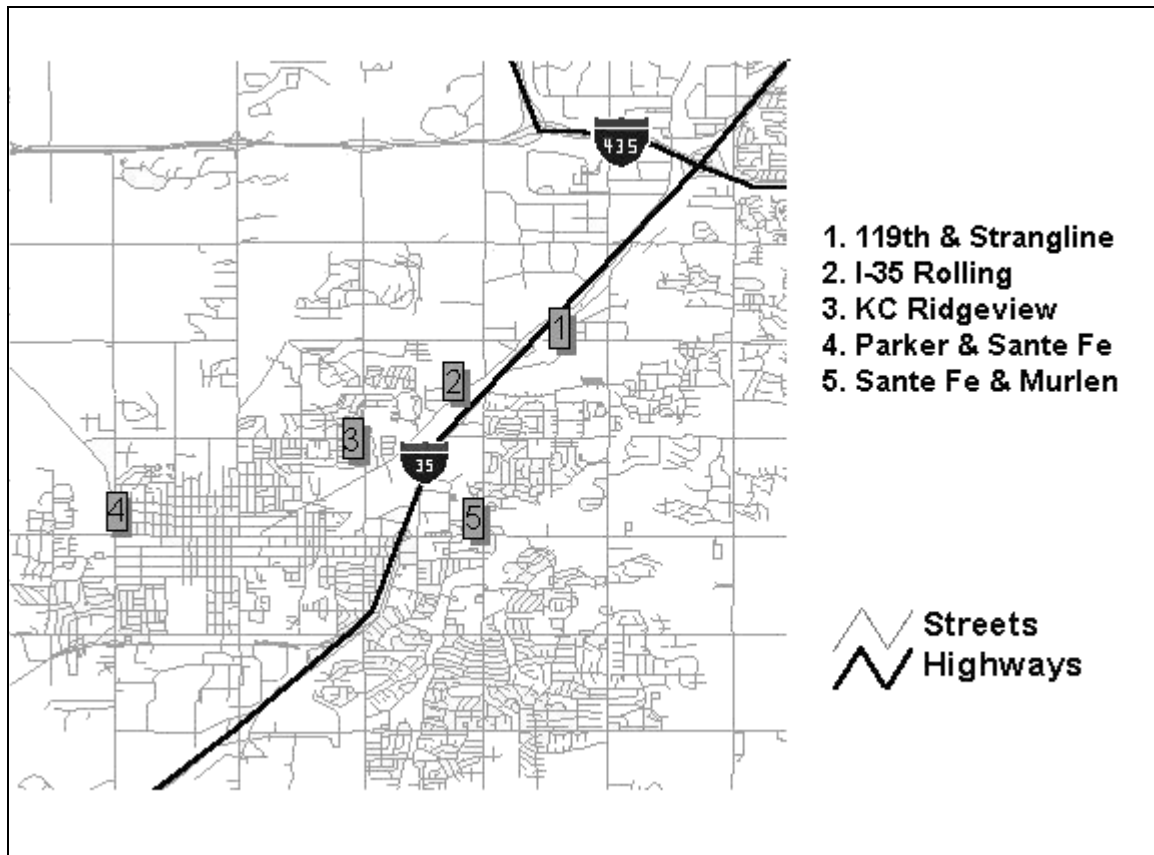 435
1. 119th & Strangline
2. I-35 Rolling
3. KC Ridgeview
4. Parker & Sante Fe
5. Sante Fe & Murlen
1
2
3
35
4
5
Streets
Highways